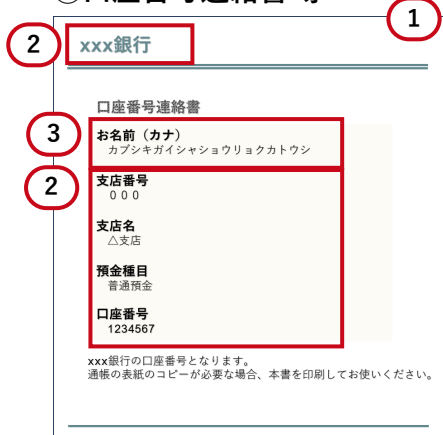 1
2
xxx銀行
口座番号連絡書
3
お名前（カナ）
カブシキガイシャショウリョクカトウシ
2
支店番号
０００
支店名
△支店
預金種目
普通預金
口座番号
1234567
xxx銀行の口座番号となります。
通帳の表紙のコピーが必要な場合、本書を印刷してお使いください。